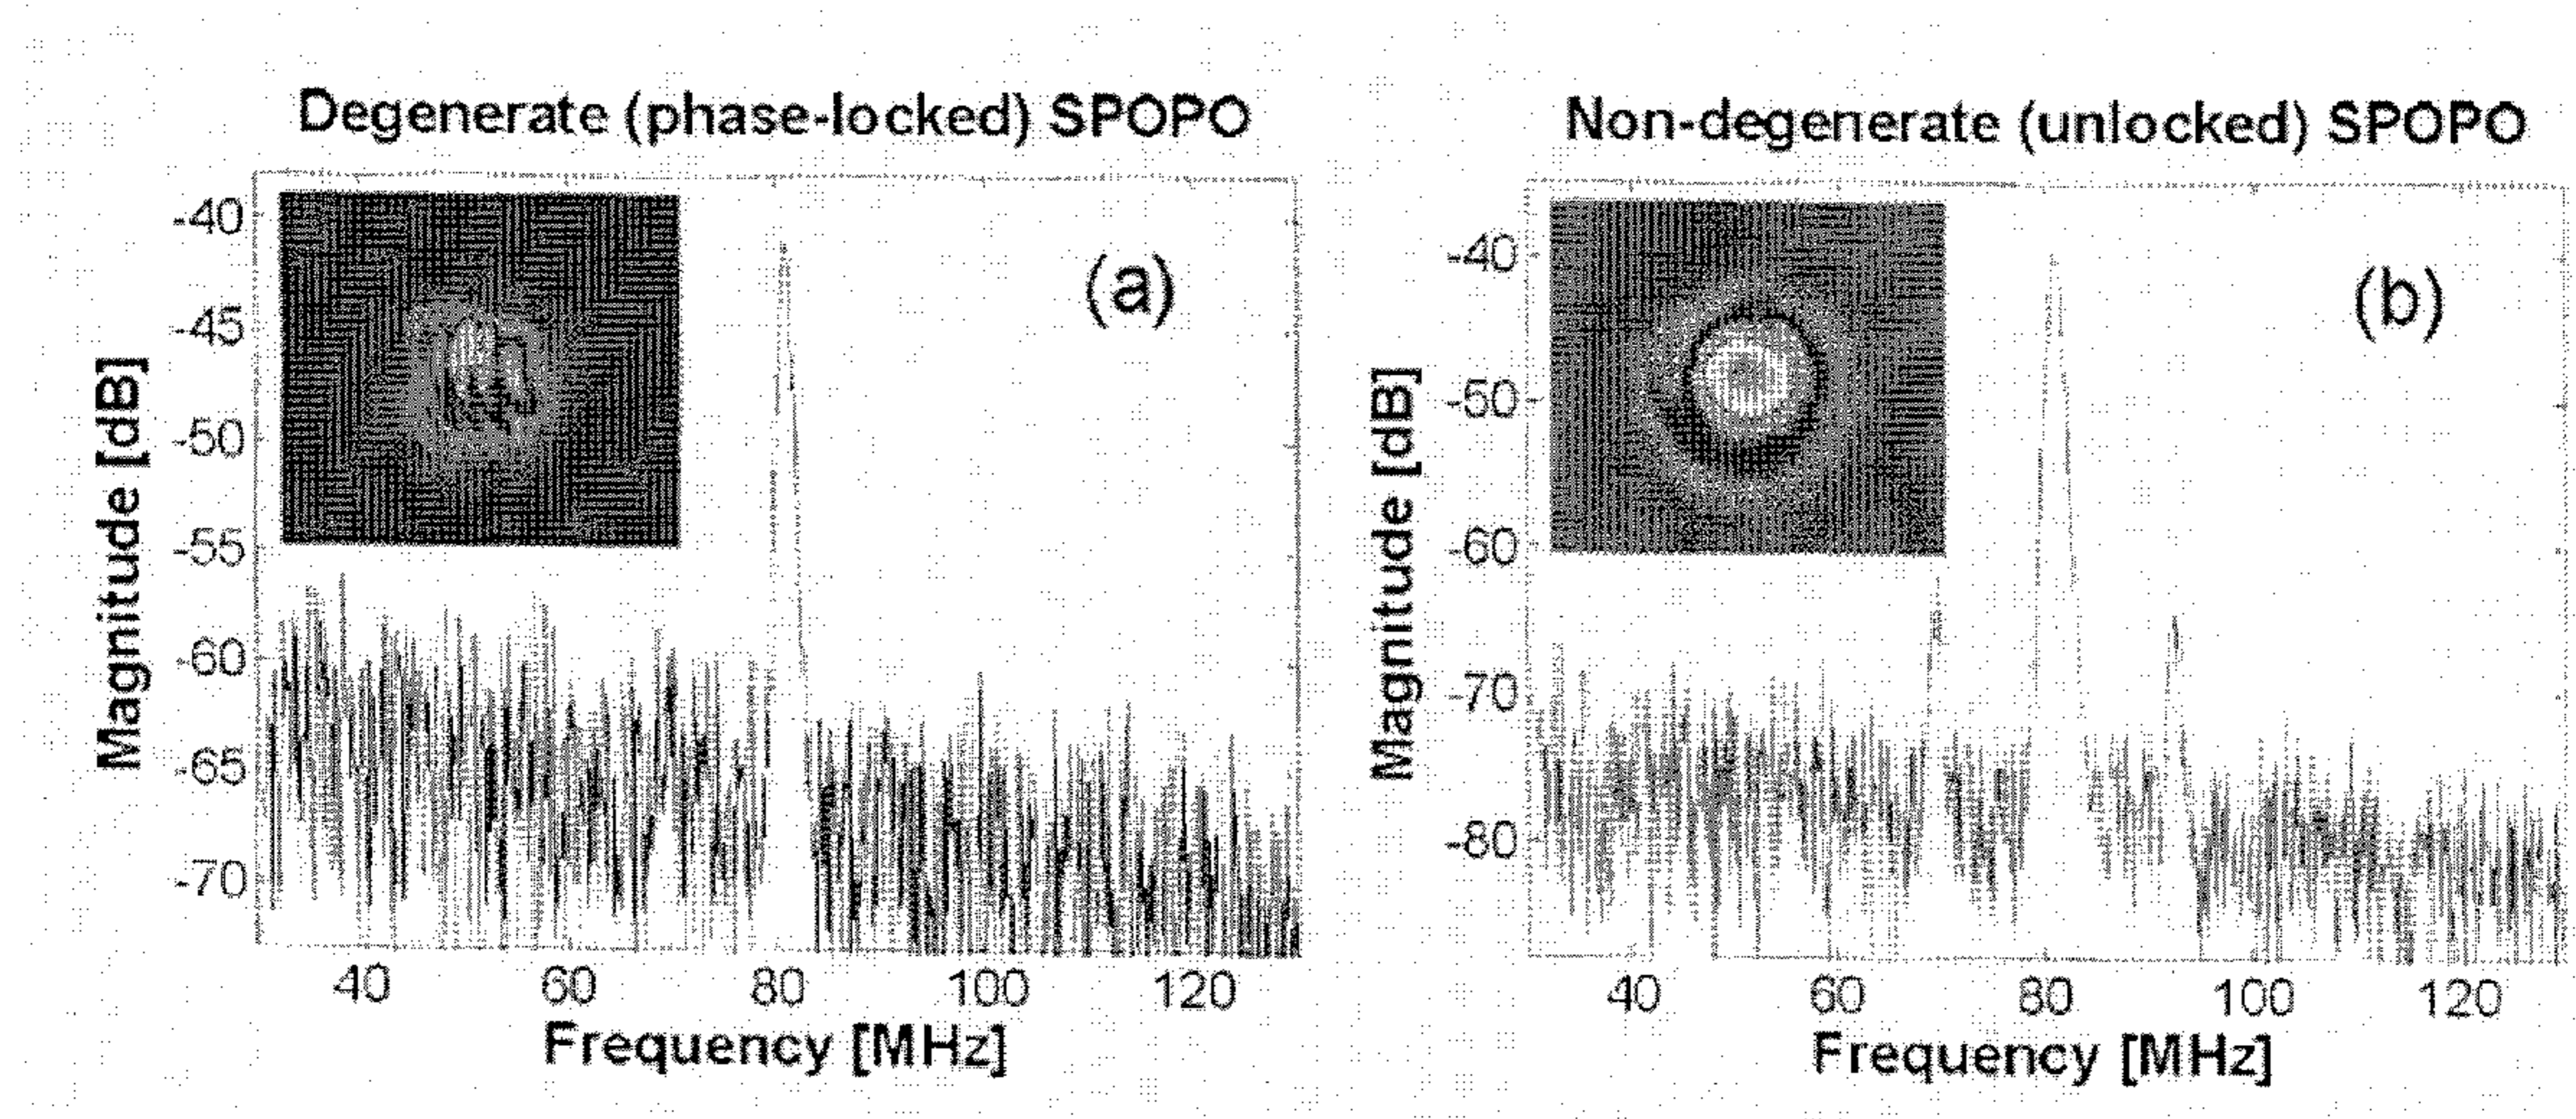 Degenerate (phase-locked) SPOPO
(a)
Magnitude [dB]
-40
-45
-50
-55
-60
-65
-70
40 60 80 100 120
Frequency [MHz]
Non-degenerate (unlocked) SPOPO
(b)
Magnitude [dB]
-40
-50
-60
-70
-80
40 60 80 100 120
Frequency [MHz]